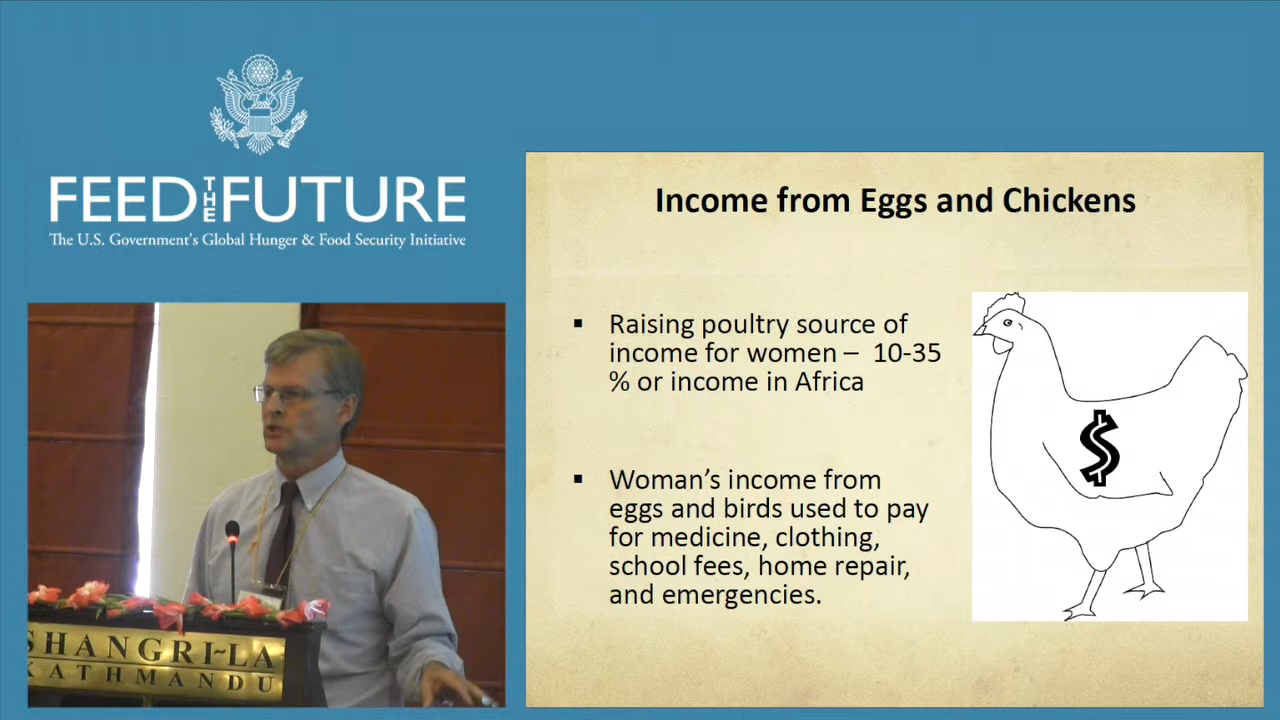 FEED THE FUTURE
The U.S. Government's Global Hunger & Food Security Initiative
SHANGRI~LA
KATHMANDU
Income from Eggs and Chickens
▪ Raising poultry source of
income for women – 10-35
% or income in Africa
▪ Woman's income from
eggs and birds used to pay
for medicine, clothing,
school fees, home repair,
and emergencies.
$